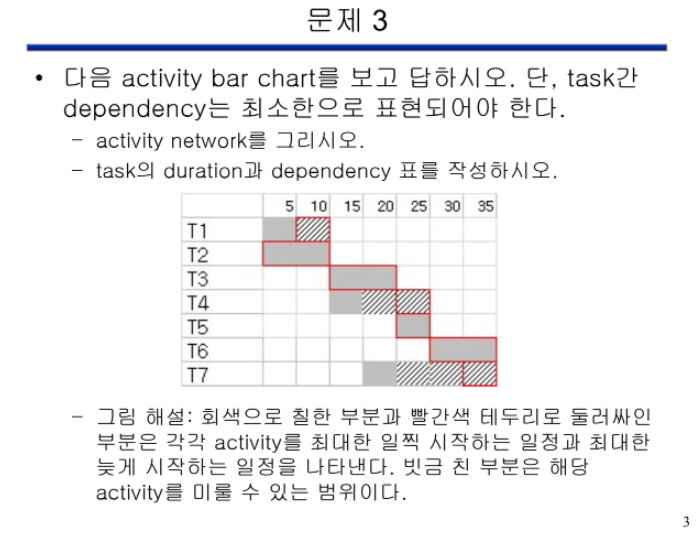 문제 3
• 다음 activity bar chart를 보고 답하시오. 단, task간
dependency는 최소한으로 표현되어야 한다.
– activity network를 그리시오.
– task의 duration과 dependency 표를 작성하시오.
5 10 15 20 25 30 35
T1
T2
T3
T4
T5
T6
T7
– 그림 해설: 회색으로 칠한 부분과 빨간색 테두리로 둘러싸인
부분은 각각 activity를 최대한 일찍 시작하는 일정과 최대한
늦게 시작하는 일정을 나타낸다. 빗금 친 부분은 해당
activity를 미룰 수 있는 범위이다.
3